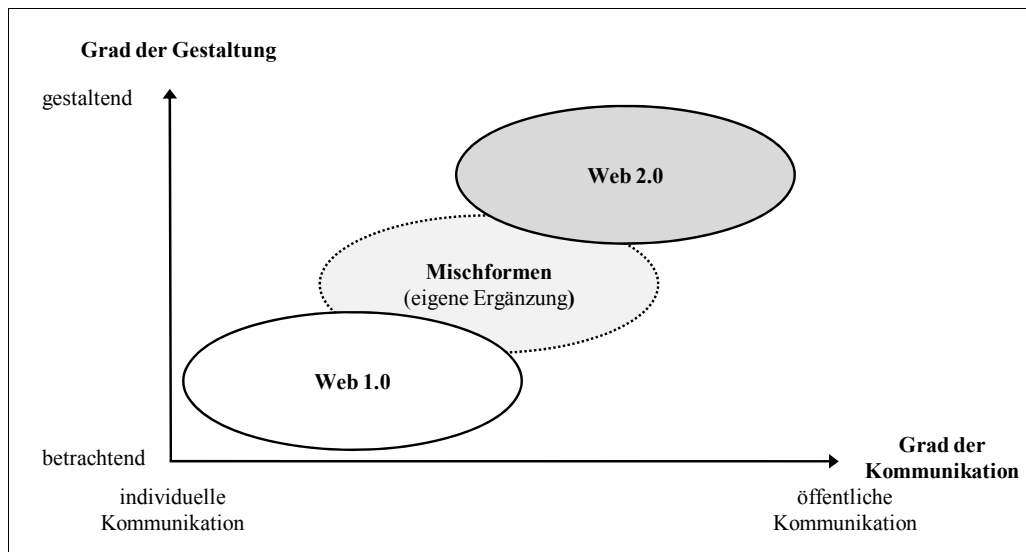 Grad der Gestaltung
gestaltend
Web 2.0
Mischformen
(eigene Ergänzung)
Web 1.0
betrachtend
Grad der
Kommunikation
individuelle
Kommunikation
öffentliche
Kommunikation